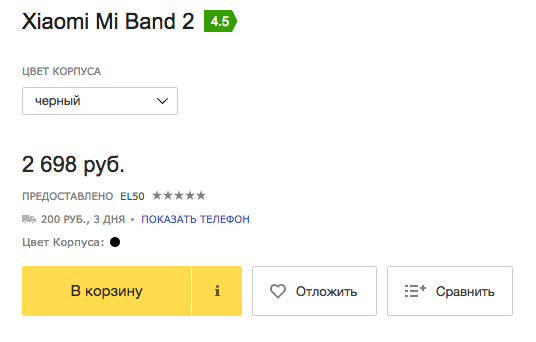 Xiaomi Mi Band 2 4.5
ЦВЕТ КОРПУСА
черный
2 698 руб.
ПРЕДОСТАВЛЕНО EL50
200 РУБ., 3 ДНЯ • ПОКАЗАТЬ ТЕЛЕФОН
Цвет Корпуса:
В корзину i Отложить Сравнить